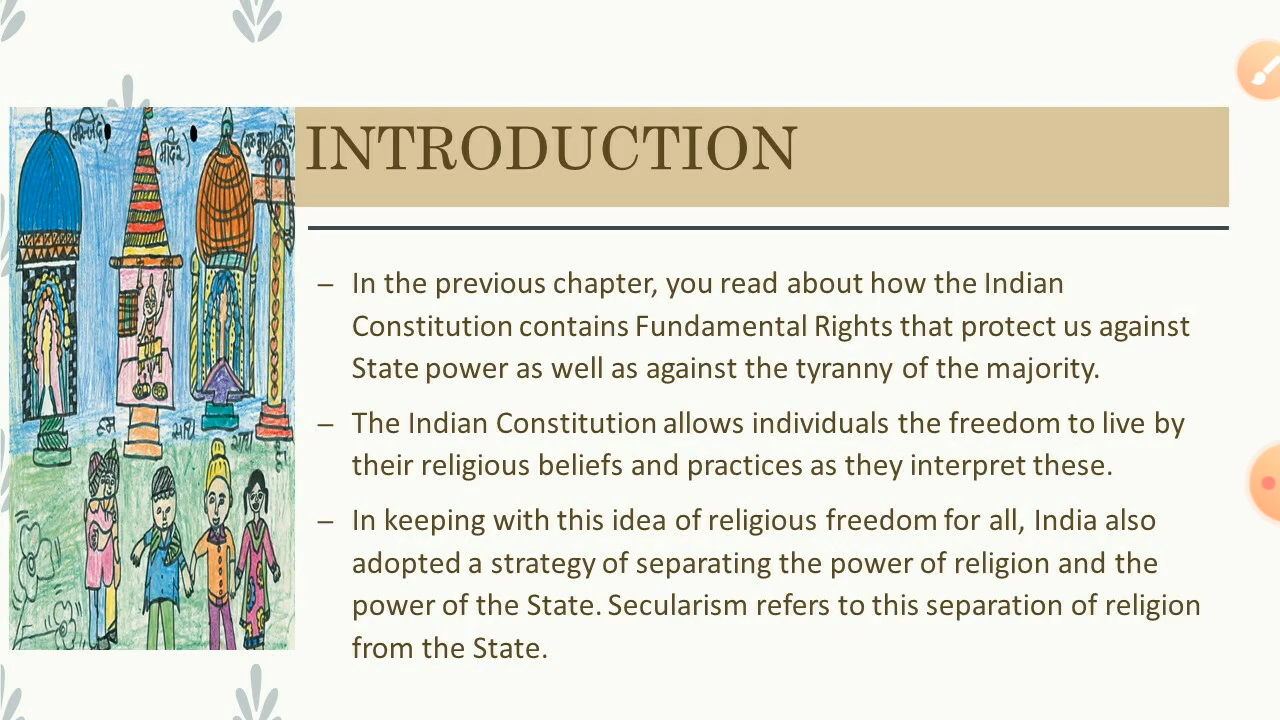 (मस्जिद)
(मंदिर)
INTRODUCTION
– In the previous chapter, you read about how the Indian
Constitution contains Fundamental Rights that protect us against
State power as well as against the tyranny of the majority.
– The Indian Constitution allows individuals the freedom to live by
their religious beliefs and practices as they interpret these.
– In keeping with this idea of religious freedom for all, India also
adopted a strategy of separating the power of religion and the
power of the State. Secularism refers to this separation of religion
from the State.